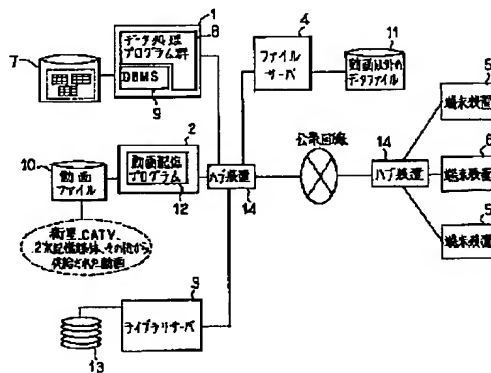 1
8
データ処理
プログラム群
DBMS
9
7
4
ファイル
サーバ
11
動画以外の
データファイル
5
端末装置
2
動画配信
プログラム
12
10
動画
ファイル
ハブ装置
14
公衆回線
14
ハブ装置
6
端末装置
5
端末装置
衛星、CATV、
2次記憶媒体、その他から
供給された動画
3
ライブラリサーバ
13